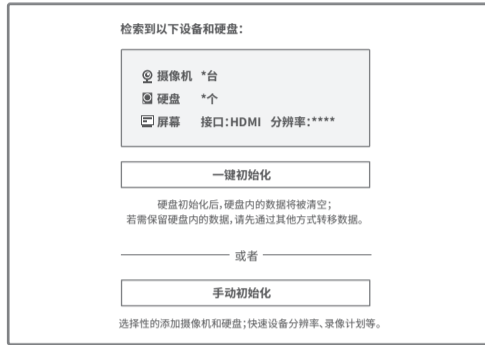 检索到以下设备和硬盘：
摄像机 *台
硬盘 *个
屏幕 接口：HDMI 分辨率：****
一键初始化
硬盘初始化后，硬盘内的数据将被清空；
若需保留硬盘内的数据，请先通过其他方式转移数据。
或者
手动初始化
选择性的添加摄像机和硬盘；快速设备分辨率、录像计划等。